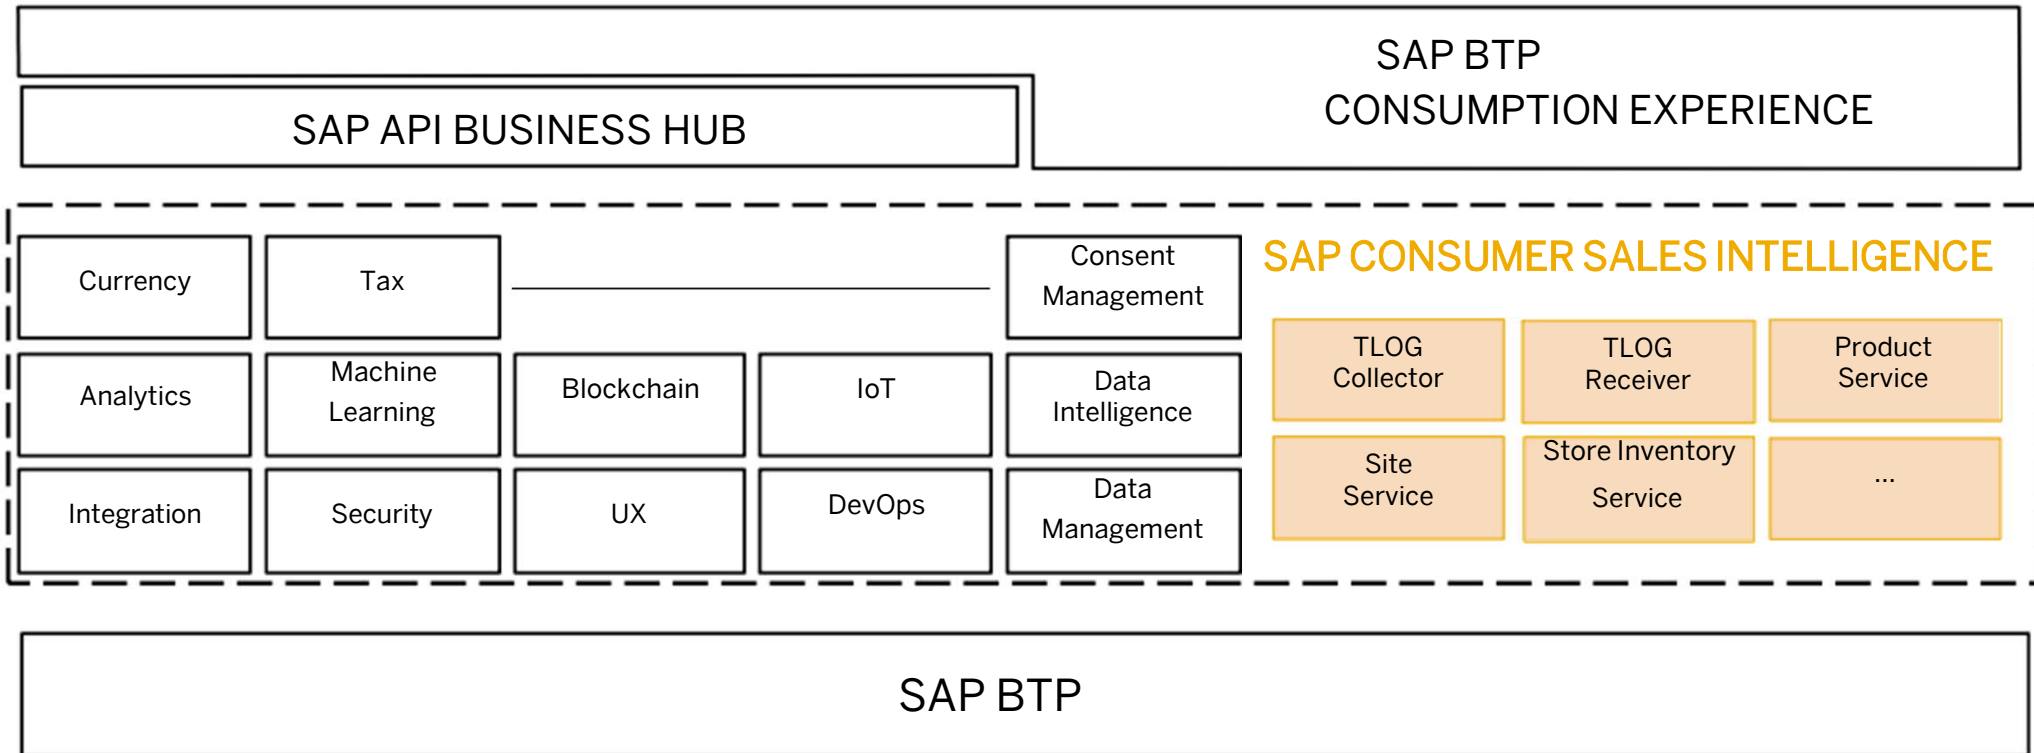 SAP BTP
CONSUMPTION EXPERIENCE
SAP API BUSINESS HUB
Currency
Tax
Consent
Management
SAP CONSUMER SALES INTELLIGENCE
Analytics
Machine
Learning
Blockchain
IoT
Data
Intelligence
TLOG
Collector
TLOG
Receiver
Product
Service
Integration
Security
UX
DevOps
Data
Management
Site
Service
Store Inventory
Service
...
SAP BTP